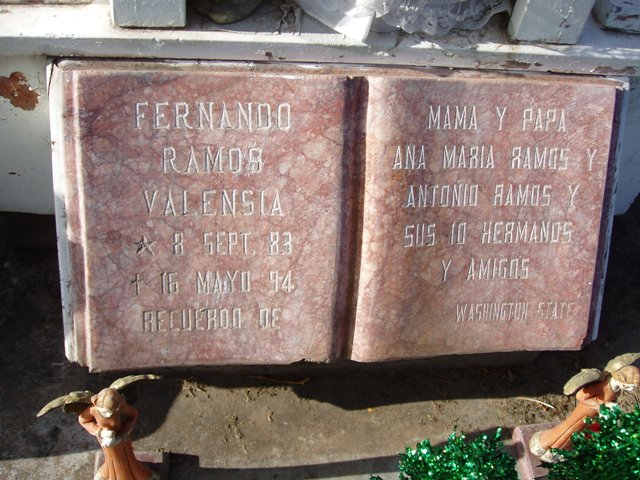 FERNANDO
RAMOS
VALENSIA
☆ 8 SEPT. 83
✝ 16 MAYO 94
RECUERDO DE
MAMA Y PAPA
ANA MARIA RAMOS Y
ANTONIO RAMOS Y
SUS 10 HERMANOS
Y AMIGOS
WASHINGTON STATE